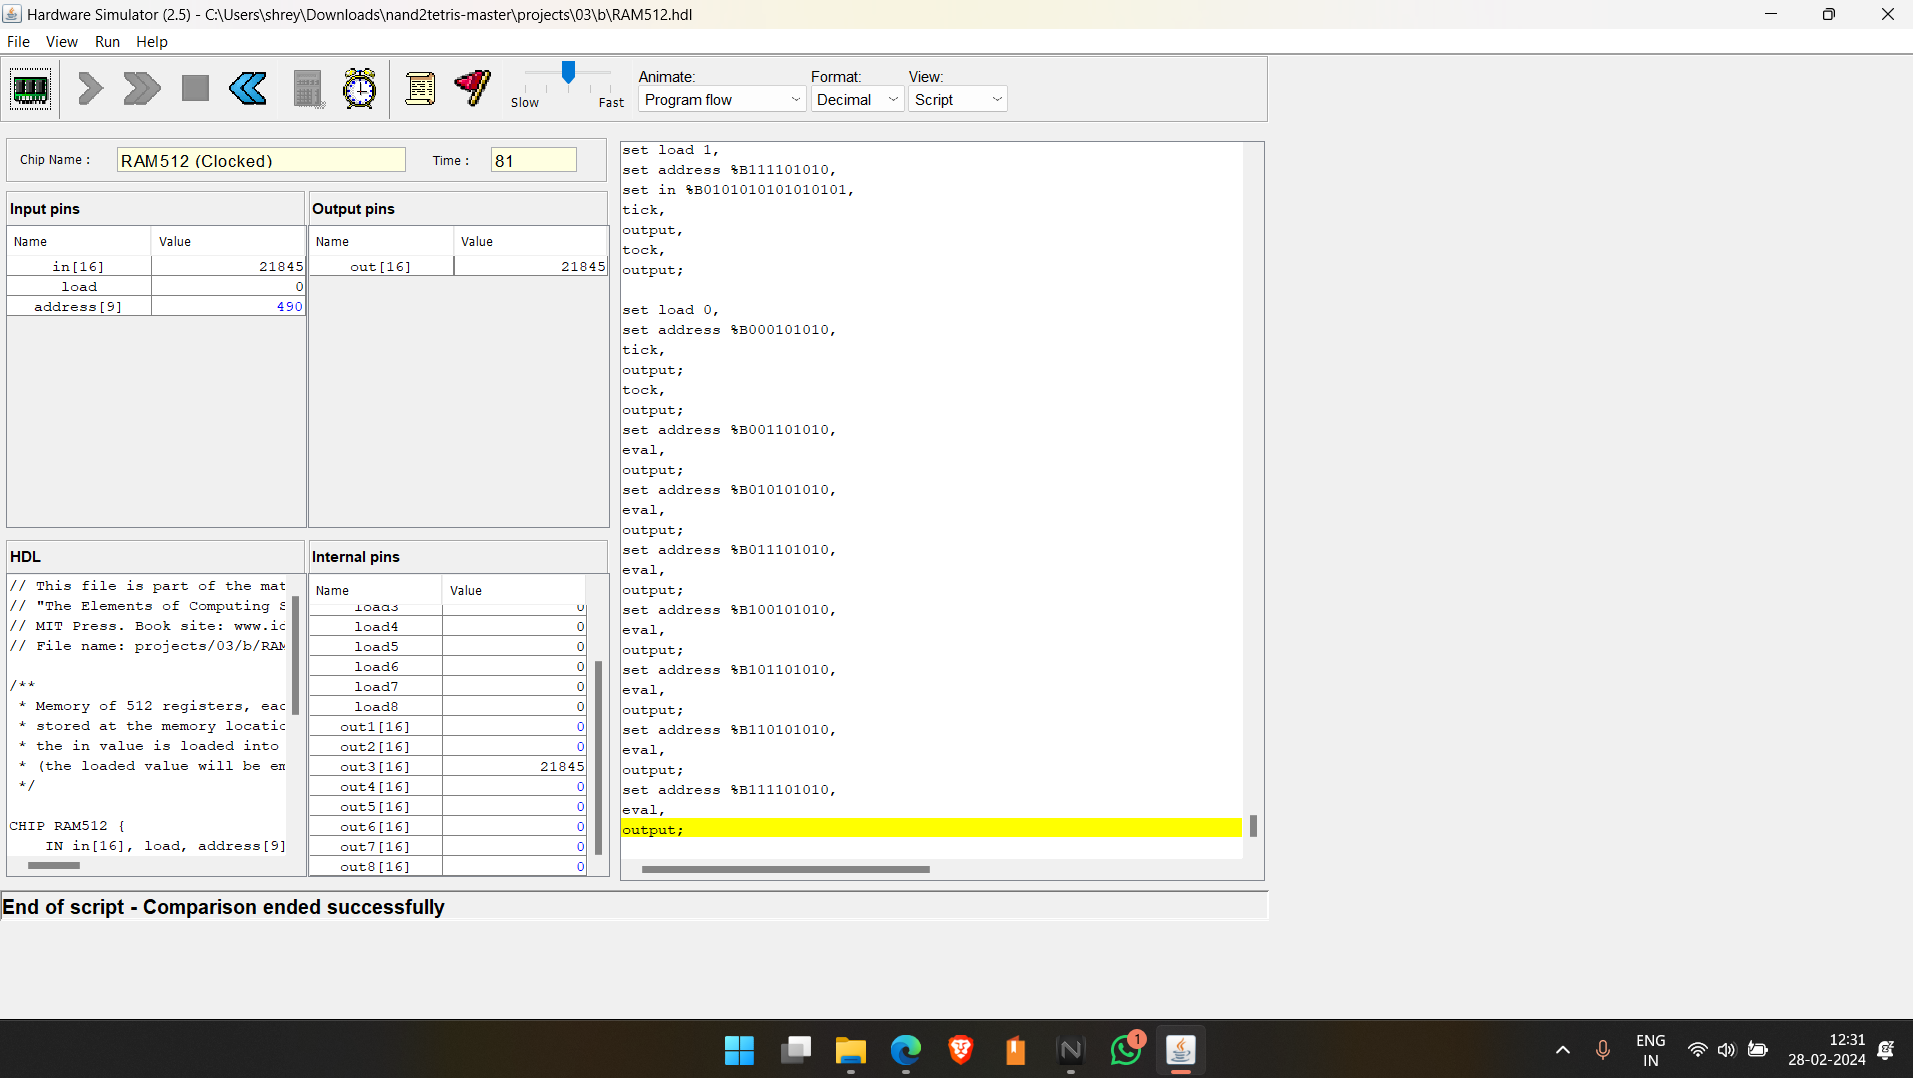 Hardware Simulator (2.5) - C:\Users\shrey\Downloads\nand2tetris-master\projects\03\b\RAM512.hdl
File View Run Help
Slow Fast
Animate: Format: View:
Program flow Decimal Script
Chip Name : RAM512 (Clocked) Time : 81
Input pins
Name Value
in[16] 21845
load 0
address[9] 490
Output pins
Name Value
out[16] 21845
HDL
// This file is part of the mat
// "The Elements of Computing S
// MIT Press. Book site: www.id
// File name: projects/03/b/RAM
/**
* Memory of 512 registers, eac
* stored at the memory locatic
* the in value is loaded into
* (the loaded value will be em
*/
CHIP RAM512 {
IN in[16], load, address[9]
Internal pins
Name Value
load3 0
load4 0
load5 0
load6 0
load7 0
load8 0
out1[16] 0
out2[16] 0
out3[16] 21845
out4[16] 0
out5[16] 0
out6[16] 0
out7[16] 0
out8[16] 0
set load 1,
set address %B111101010,
set in %B0101010101010101,
tick,
output,
tock,
output;
set load 0,
set address %B000101010,
tick,
output;
tock,
output;
set address %B001101010,
eval,
output;
set address %B010101010,
eval,
output;
set address %B011101010,
eval,
output;
set address %B100101010,
eval,
output;
set address %B101101010,
eval,
output;
set address %B110101010,
eval,
output;
set address %B111101010,
eval,
output;
End of script - Comparison ended successfully
1
ENG
IN
12:31
28-02-2024